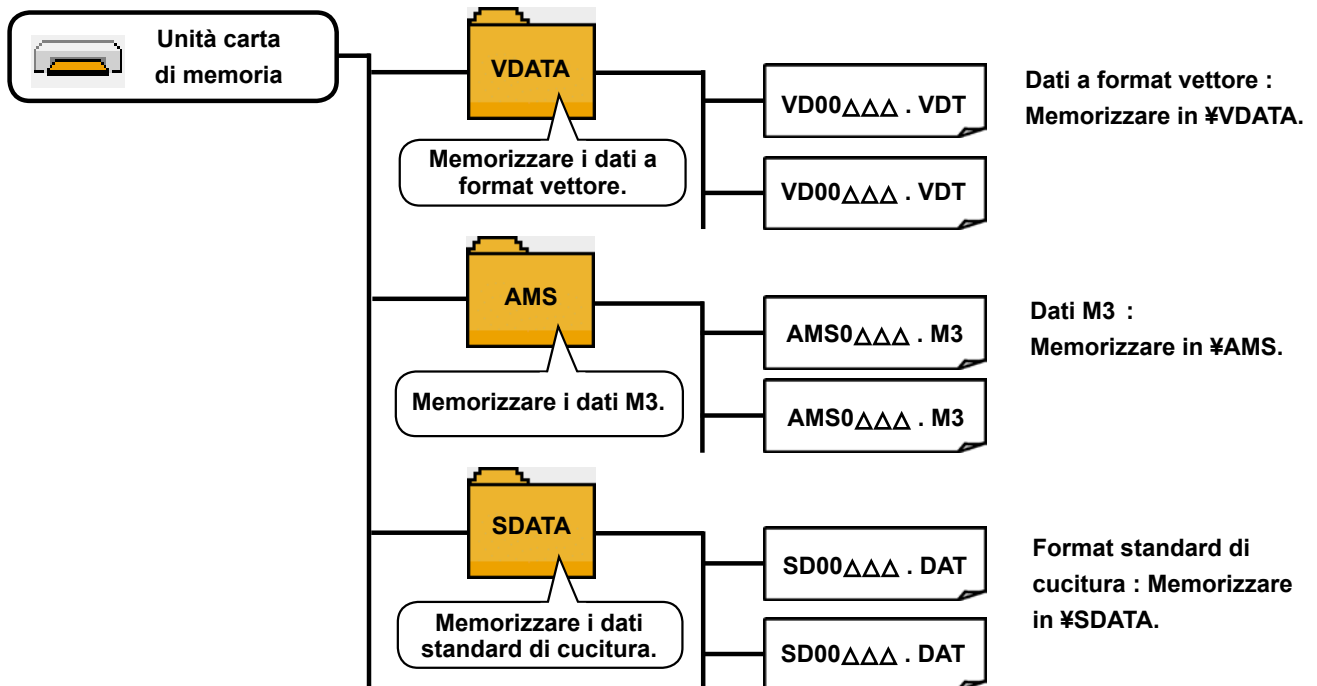 Unità carta
di memoria
VDATA
Memorizzare i dati a
format vettore.
VD00△△△ . VDT
VD00△△△ . VDT
Dati a format vettore :
Memorizzare in ¥VDATA.
AMS
Memorizzare i dati M3.
AMS0△△△ . M3
AMS0△△△ . M3
Dati M3 :
Memorizzare in ¥AMS.
SDATA
Memorizzare i dati
standard di cucitura.
SD00△△△ . DAT
SD00△△△ . DAT
Format standard di
cucitura : Memorizzare
in ¥SDATA.